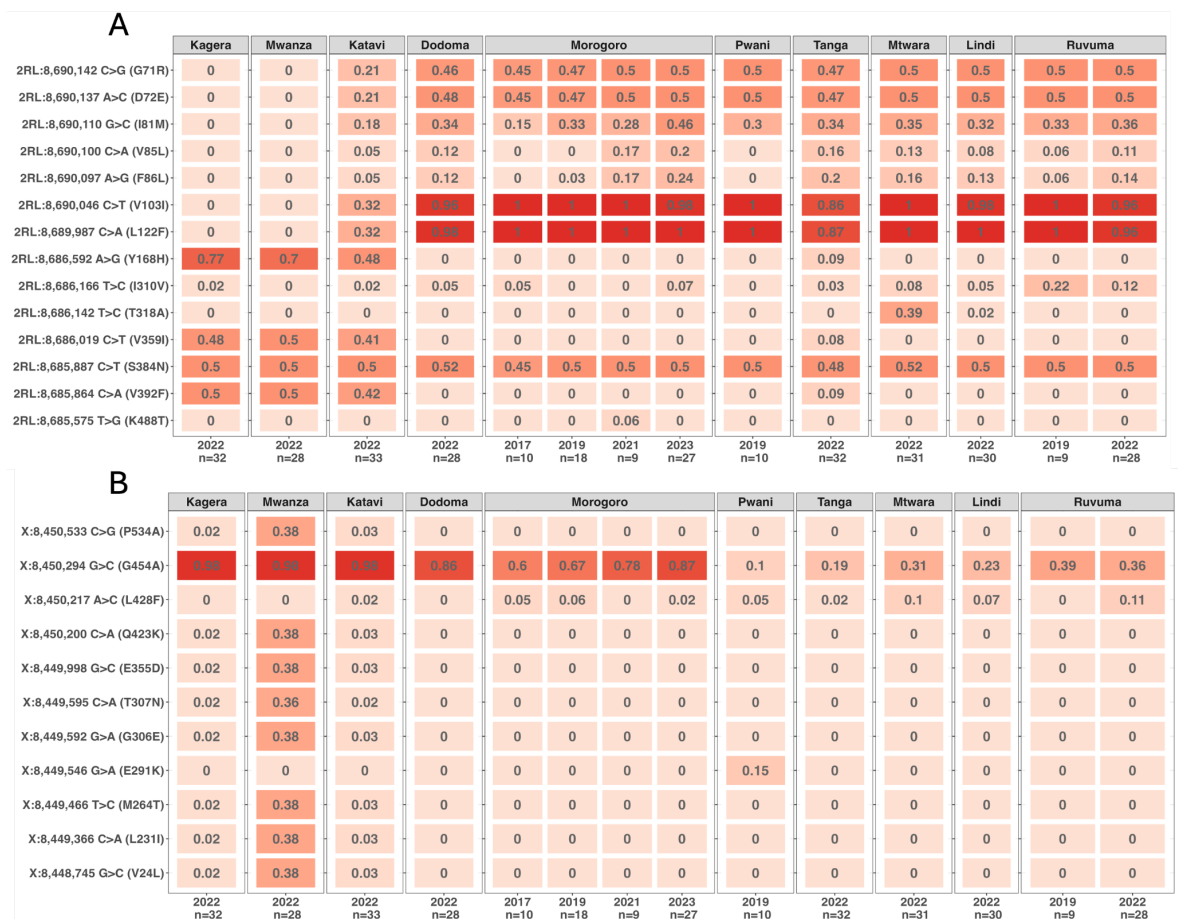 A
Kagera Mwanza Katavi Dodoma Morogoro Pwani Tanga Mtwara Lindi Ruvuma
2RL:8,690,142 C>G (G71R) 0 0 0.21 0.46 0.45 0.47 0.5 0.5 0.5 0.47 0.5 0.5 0.5 0.5
2RL:8,690,137 A>C (D72E) 0 0 0.21 0.48 0.45 0.47 0.5 0.5 0.5 0.47 0.5 0.5 0.5 0.5
2RL:8,690,110 G>C (I81M) 0 0 0.18 0.34 0.15 0.33 0.28 0.46 0.3 0.34 0.35 0.32 0.33 0.36
2RL:8,690,100 C>A (V85L) 0 0 0.05 0.12 0 0 0.17 0.2 0 0.16 0.13 0.08 0.06 0.11
2RL:8,690,097 A>G (F86L) 0 0 0.05 0.12 0 0.03 0.17 0.24 0 0.2 0.16 0.13 0.06 0.14
2RL:8,690,046 C>T (V103I) 0 0 0.32 0.98 1 1 1 0.98 1 0.86 1 0.98 1 0.98
2RL:8,689,987 C>A (L122F) 0 0 0.32 0.98 1 1 1 1 1 0.87 1 1 1 0.98
2RL:8,686,592 A>G (Y168H) 0.77 0.7 0.48 0 0 0 0 0 0 0.09 0 0 0 0
2RL:8,686,166 T>C (I310V) 0.02 0 0.02 0.05 0.05 0 0 0.07 0 0.03 0.08 0.05 0.22 0.12
2RL:8,686,142 T>C (T318A) 0 0 0 0 0 0 0 0 0 0 0.39 0.02 0 0
2RL:8,686,019 C>T (V359I) 0.48 0.5 0.41 0 0 0 0 0 0 0.08 0 0 0 0
2RL:8,685,887 C>T (S384N) 0.5 0.5 0.5 0.52 0.45 0.5 0.5 0.5 0.5 0.48 0.52 0.5 0.5 0.5
2RL:8,685,864 C>A (V392F) 0.5 0.5 0.42 0 0 0 0 0 0 0.09 0 0 0 0
2RL:8,685,575 T>G (K488T) 0 0 0 0 0 0 0.06 0 0 0 0 0 0 0
2022 2022 2022 2022 2017 2019 2021 2023 2019 2022 2022 2022 2019 2022
n=32 n=28 n=33 n=28 n=10 n=18 n=9 n=27 n=10 n=32 n=31 n=30 n=9 n=28
B
Kagera Mwanza Katavi Dodoma Morogoro Pwani Tanga Mtwara Lindi Ruvuma
X:8,450,533 C>G (P534A) 0.02 0.38 0.03 0 0 0 0 0 0 0 0 0 0 0
X:8,450,294 G>C (G454A) 0.86 0.6 0.67 0.78 0.87 0.1 0.19 0.31 0.23 0.39 0.36
X:8,450,217 A>C (L428F) 0 0 0.02 0 0.05 0.06 0 0.02 0.05 0.02 0.1 0.07 0 0.11
X:8,450,200 C>A (Q423K) 0.02 0.38 0.03 0 0 0 0 0 0 0 0 0 0 0
X:8,449,998 G>C (E355D) 0.02 0.38 0.03 0 0 0 0 0 0 0 0 0 0 0
X:8,449,595 C>A (T307N) 0.02 0.36 0.02 0 0 0 0 0 0 0 0 0 0 0
X:8,449,592 G>A (G306E) 0.02 0.38 0.03 0 0 0 0 0 0 0 0 0 0 0
X:8,449,546 G>A (E291K) 0 0 0 0 0 0 0 0 0.15 0 0 0 0 0
X:8,449,466 T>C (M264T) 0.02 0.38 0.03 0 0 0 0 0 0 0 0 0 0 0
X:8,449,366 C>A (L231I) 0.02 0.38 0.03 0 0 0 0 0 0 0 0 0 0 0
X:8,448,745 G>C (V24L) 0.02 0.38 0.03 0 0 0 0 0 0 0 0 0 0 0
2022 2022 2022 2022 2017 2019 2021 2023 2019 2022 2022 2022 2019 2022
n=32 n=28 n=33 n=28 n=10 n=18 n=9 n=27 n=10 n=32 n=31 n=30 n=9 n=28